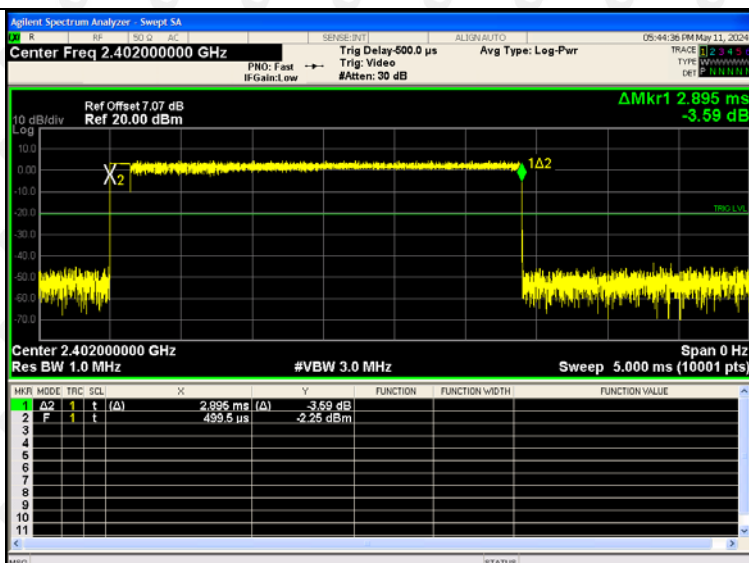 Agilent Spectrum Analyzer - Swept SA
R RF 50 Ω AC SENSE:INT ALIGN AUTO 05:44:36 PM May 11, 2024
Center Freq 2.402000000 GHz
PNO: Fast
IFGain:Low
Trig Delay-500.0 µs
Trig: Video
#Atten: 30 dB
Avg Type: Log-Pwr
TRACE 1 2 3 4 5 6
TYPE
DET P N N N N
ΔMkr1 2.895 ms
-3.59 dB
Ref Offset 7.07 dB
10 dB/div Ref 20.00 dBm
Log
10.0
0.00
-10.0
-20.0
-30.0
-40.0
-50.0
-60.0
-70.0
X2
1Δ2
TRIG LVL
Center 2.402000000 GHz Span 0 Hz
Res BW 1.0 MHz #VBW 3.0 MHz Sweep 5.000 ms (10001 pts)
MKR MODE TRC SCL X Y FUNCTION FUNCTION WIDTH FUNCTION VALUE
1 Δ2 1 t (Δ) 2.895 ms (Δ) -3.59 dB
2 F 1 t 499.5 µs -2.25 dBm
3
4
5
6
7
8
9
10
11
MSG STATUS